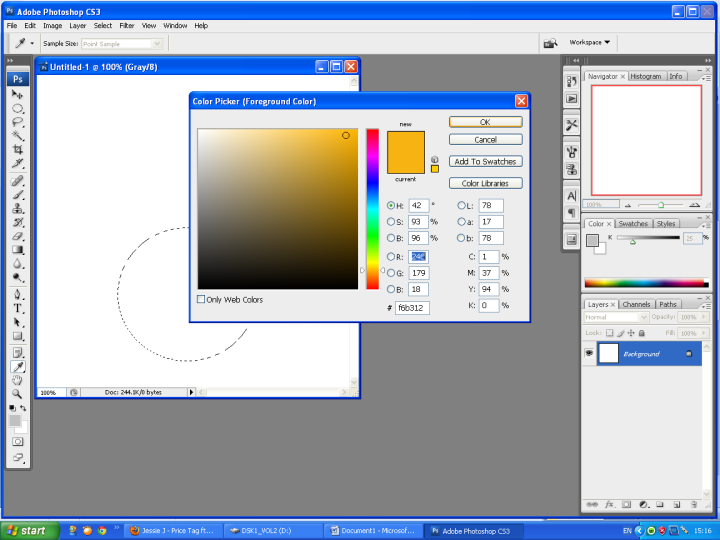 Adobe Photoshop CS3
File Edit Image Layer Select Filter View Window Help
Sample Size: Point Sample
Workspace
Ps
Untitled-1 @ 100% (Gray/8)
Color Picker (Foreground Color)
new
current
OK
Cancel
Add To Swatches
Color Libraries
H: 42 °
S: 93 %
B: 96 %
R: 246
G: 179
B: 18
# f6b312
L: 78
a: 17
b: 78
C: 1 %
M: 37 %
Y: 94 %
K: 0 %
Only Web Colors
100% Doc: 244.1K/0 bytes
Navigator x Histogram Info
100%
Color x Swatches Styles
K 25 %
Layers x Channels Paths
Normal Opacity: 100%
Lock: Fill: 100%
Background
start
Jessie J - Price Tag ft...
DSK1_VOL2 (D:)
Document1 - Microsof...
Adobe Photoshop CS3
EN
15:16